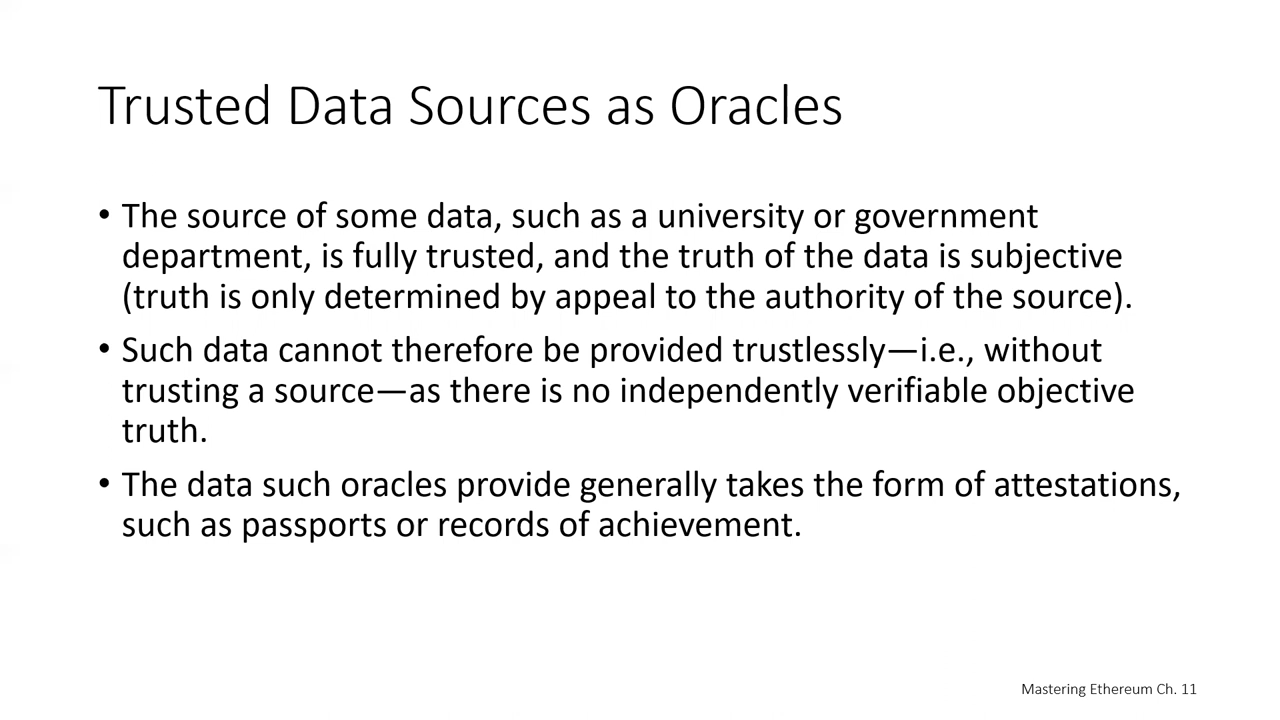 Trusted Data Sources as Oracles
• The source of some data, such as a university or government
department, is fully trusted, and the truth of the data is subjective
(truth is only determined by appeal to the authority of the source).
• Such data cannot therefore be provided trustlessly—i.e., without
trusting a source—as there is no independently verifiable objective
truth.
• The data such oracles provide generally takes the form of attestations,
such as passports or records of achievement.
Mastering Ethereum Ch. 11